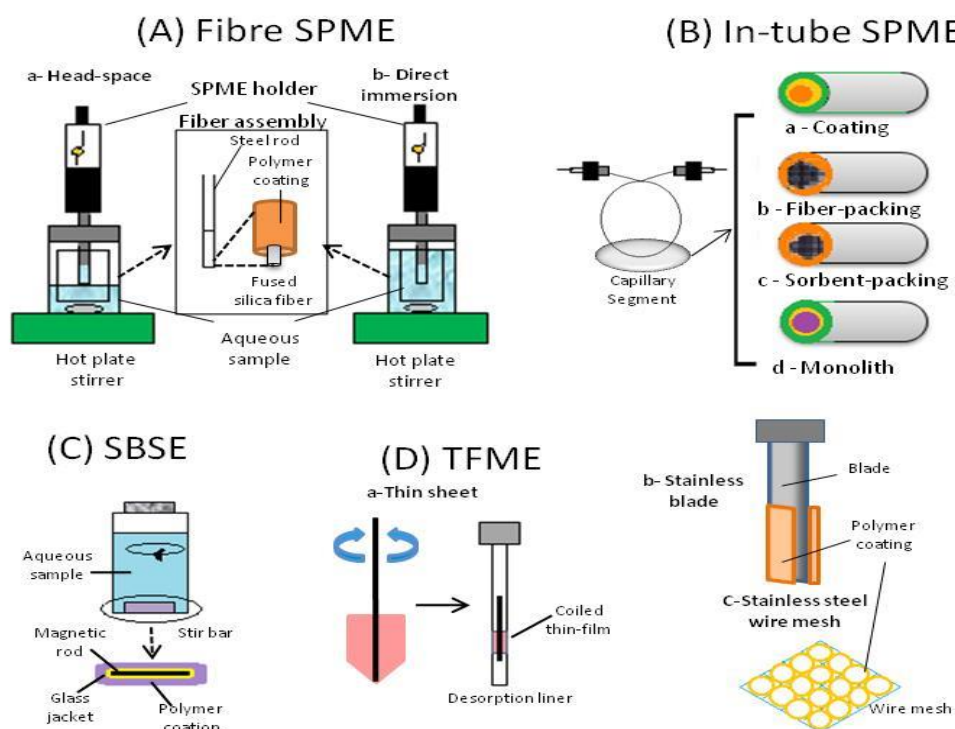 (A) Fibre SPME
a- Head-space
SPME holder
b- Direct
immersion
Fiber assembly
Steel rod
Polymer
coating
Fused
silica fiber
Aqueous
sample
Hot plate
stirrer
Hot plate
stirrer
(B) In-tube SPME
a - Coating
b - Fiber-packing
c - Sorbent-packing
d - Monolith
Capillary
Segment
(C) SBSE
Aqueous
sample
Magnetic
rod
Stir bar
Glass
jacket
Polymer
coation
(D) TFME
a-Thin sheet
Coiled
thin-film
Desorption liner
b- Stainless
blade
Blade
Polymer
coating
C-Stainless steel
wire mesh
Wire mesh